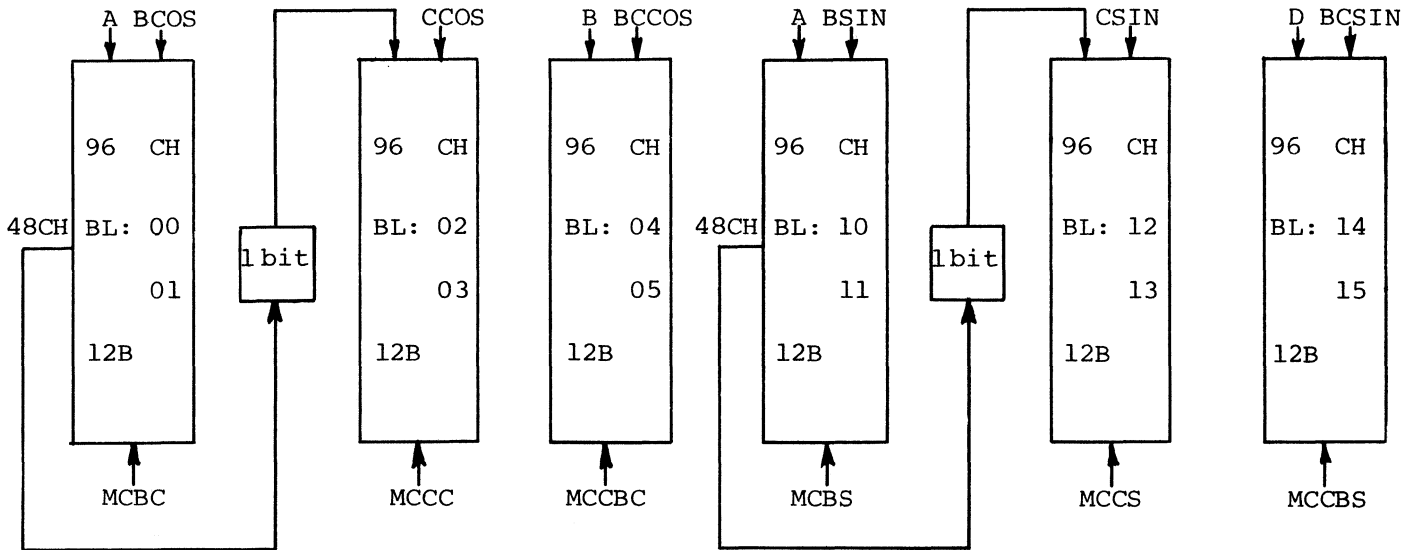 A BCOS CCOS B BCCOS A BSIN CSIN D BCSIN
96 CH 96 CH 96 CH 96 CH 96 CH 96 CH
48CH BL: 00 BL: 02 BL: 04 48CH BL: 10 BL: 12 BL: 14
1bit 1bit
01 03 05 11 13 15
12B 12B 12B 12B 12B 12B
MCBC MCCC MCCBC MCBS MCCS MCCBS